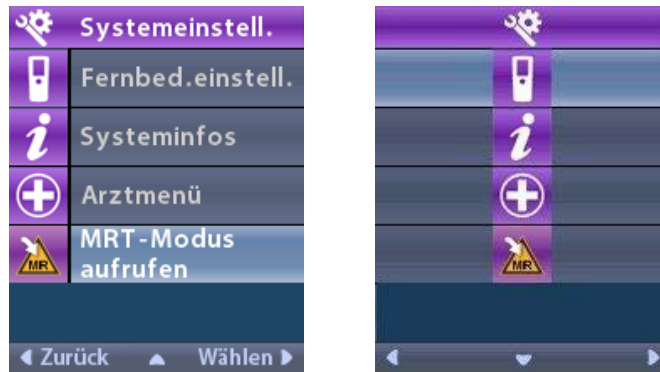 Systemeinstell.
Fernbed.einstell.
Systeminfos
Arztmenü
MRT-Modus
aufrufen
MR
Zurück Wählen
MR